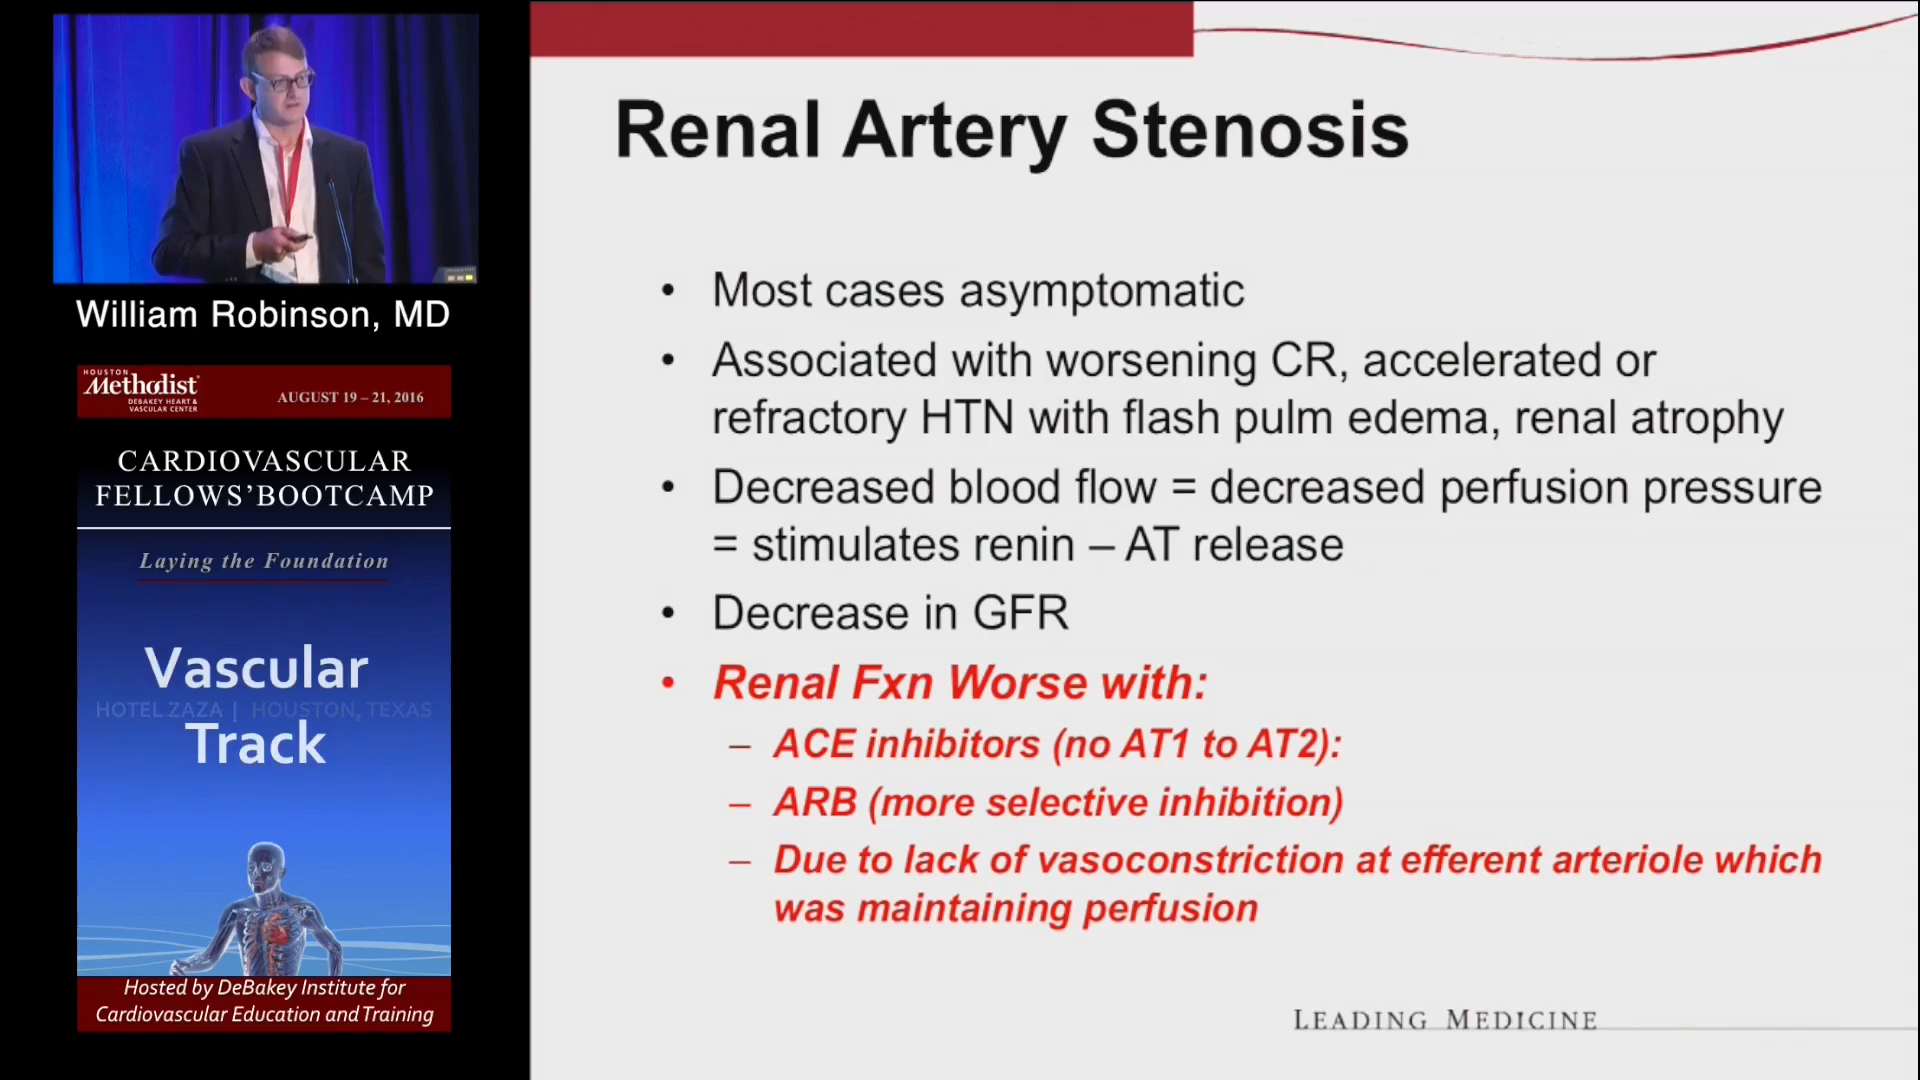 William Robinson, MD
HOUSTON
Methodist
DEBAKEY HEART &
VASCULAR CENTER
AUGUST 19 – 21, 2016
CARDIOVASCULAR
FELLOWS’BOOTCAMP
Laying the Foundation
Vascular
HOTEL ZAZA | HOUSTON, TEXAS
Track
Hosted by DeBakey Institute for
Cardiovascular Education and Training
Renal Artery Stenosis
• Most cases asymptomatic
• Associated with worsening CR, accelerated or
refractory HTN with flash pulm edema, renal atrophy
• Decreased blood flow = decreased perfusion pressure
= stimulates renin – AT release
• Decrease in GFR
• Renal Fxn Worse with:
– ACE inhibitors (no AT1 to AT2):
– ARB (more selective inhibition)
– Due to lack of vasoconstriction at efferent arteriole which
was maintaining perfusion
LEADING MEDICINE